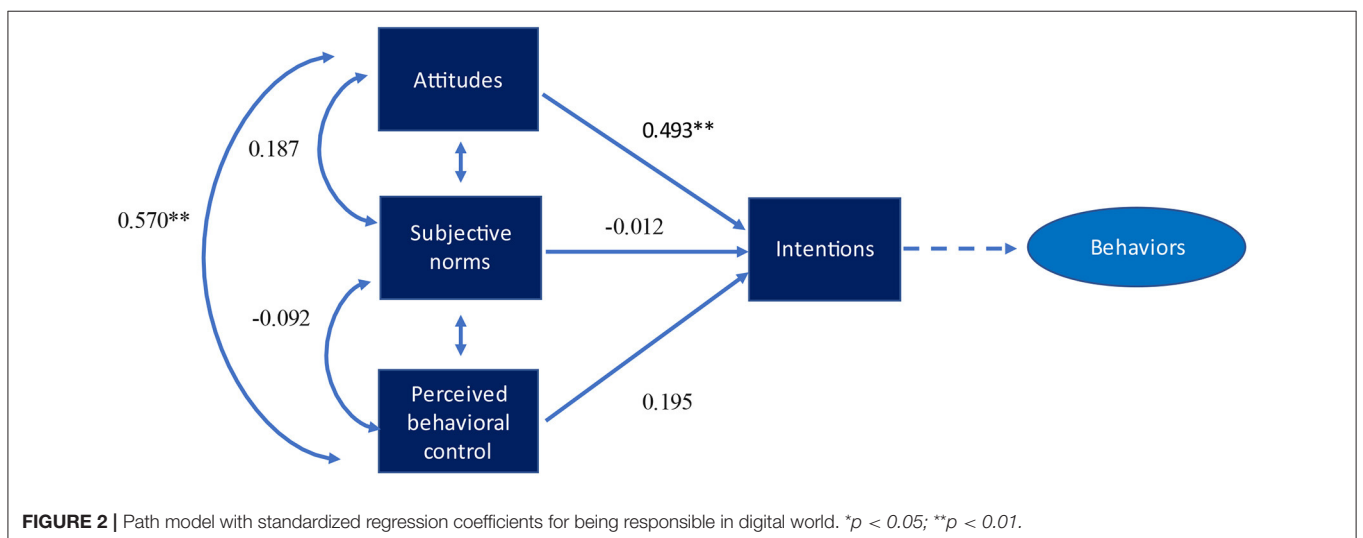 Attitudes
0.493**
0.187
0.570**
Subjective
norms
-0.012
Intentions
Behaviors
-0.092
Perceived
behavioral
control
0.195
FIGURE 2 | Path model with standardized regression coefficients for being responsible in digital world. *p < 0.05; **p < 0.01.